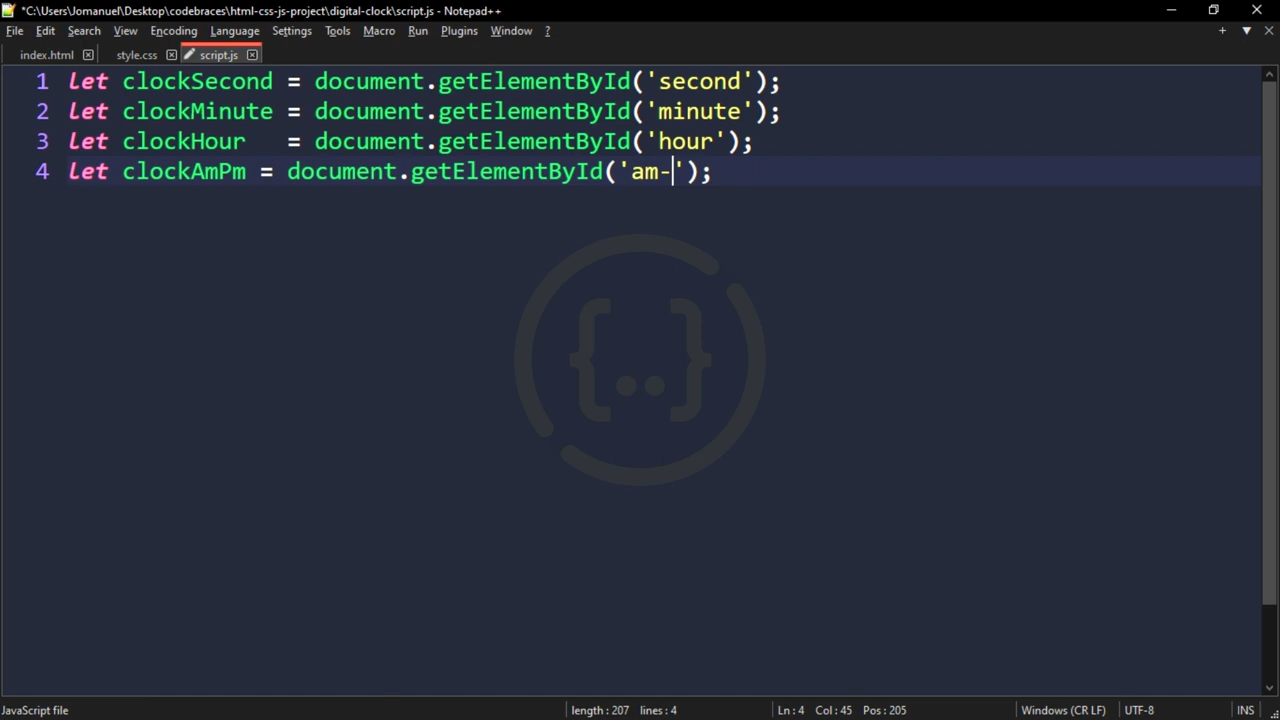 *C:\Users\Jomanuel\Desktop\codebraces\html-css-js-project\digital-clock\script.js - Notepad++
File Edit Search View Encoding Language Settings Tools Macro Run Plugins Window ?
index.html style.css script.js
1 let clockSecond = document.getElementById('second');
2 let clockMinute = document.getElementById('minute');
3 let clockHour   = document.getElementById('hour');
4 let clockAmPm = document.getElementById('am-');
JavaScript file length : 207 lines : 4 Ln : 4 Col : 45 Pos : 205 Windows (CR LF) UTF-8 INS